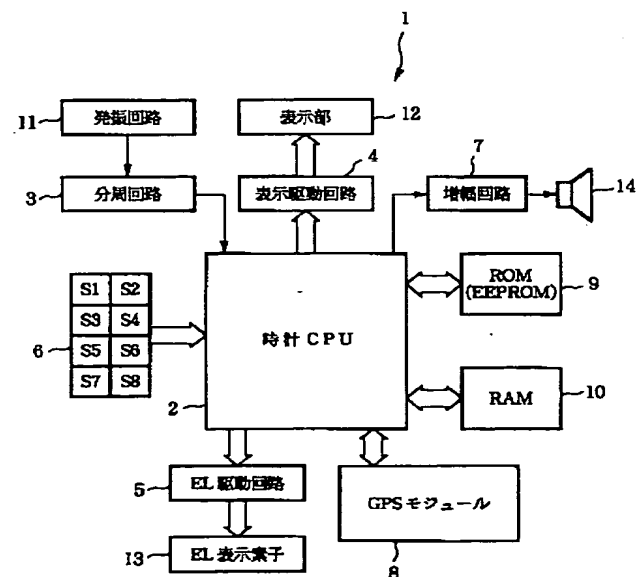 1
11
発振回路
表示部
12
4
7
3
分周回路
表示駆動回路
増幅回路
14
S1 S2
S3 S4
S5 S6
S7 S8
6
時計CPU
2
ROM
(EEPROM)
9
RAM
10
5
EL駆動回路
GPSモジュール
8
13
EL表示素子